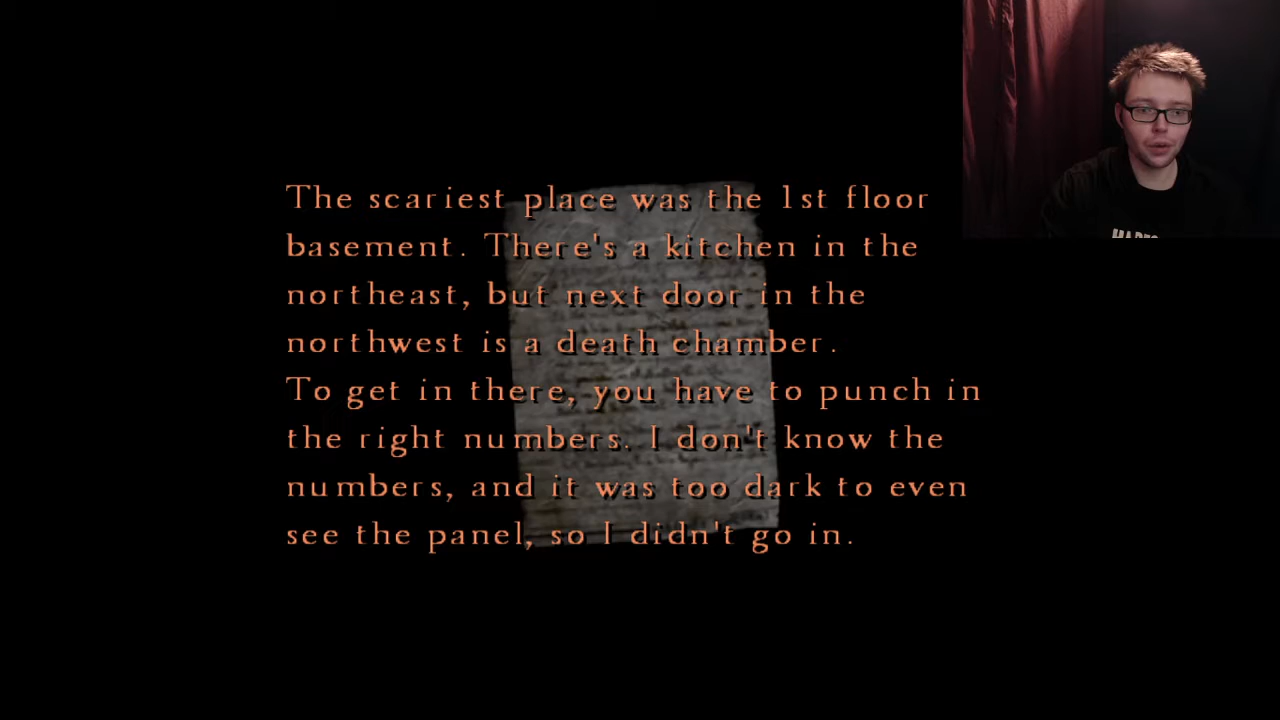 The scariest place was the 1st floor
basement. There's a kitchen in the
northeast, but next door in the
northwest is a death chamber.
To get in there, you have to punch in
the right numbers. I don't know the
numbers, and it was too dark to even
see the panel, so I didn't go in.